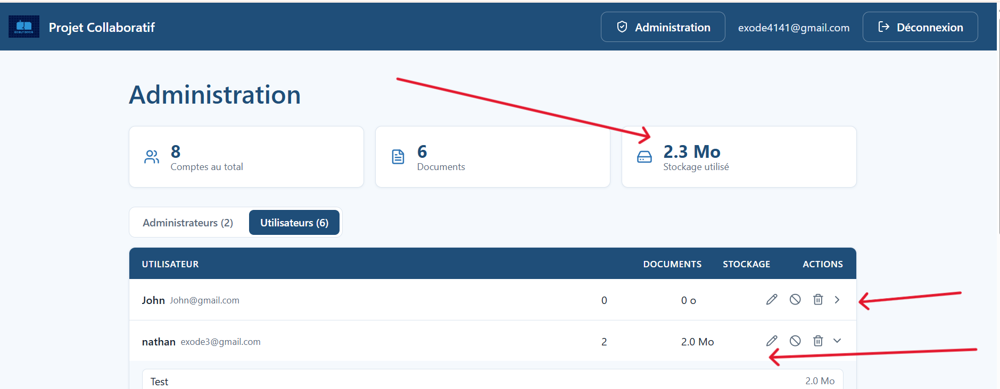 ECRLT DOCS
Projet Collaboratif
Administration
exode4141@gmail.com
Déconnexion
Administration
8
Comptes au total
6
Documents
2.3 Mo
Stockage utilisé
Administrateurs (2)
Utilisateurs (6)
UTILISATEUR DOCUMENTS STOCKAGE ACTIONS
John John@gmail.com 0 0 o
nathan exode3@gmail.com 2 2.0 Mo
Test 2.0 Mo